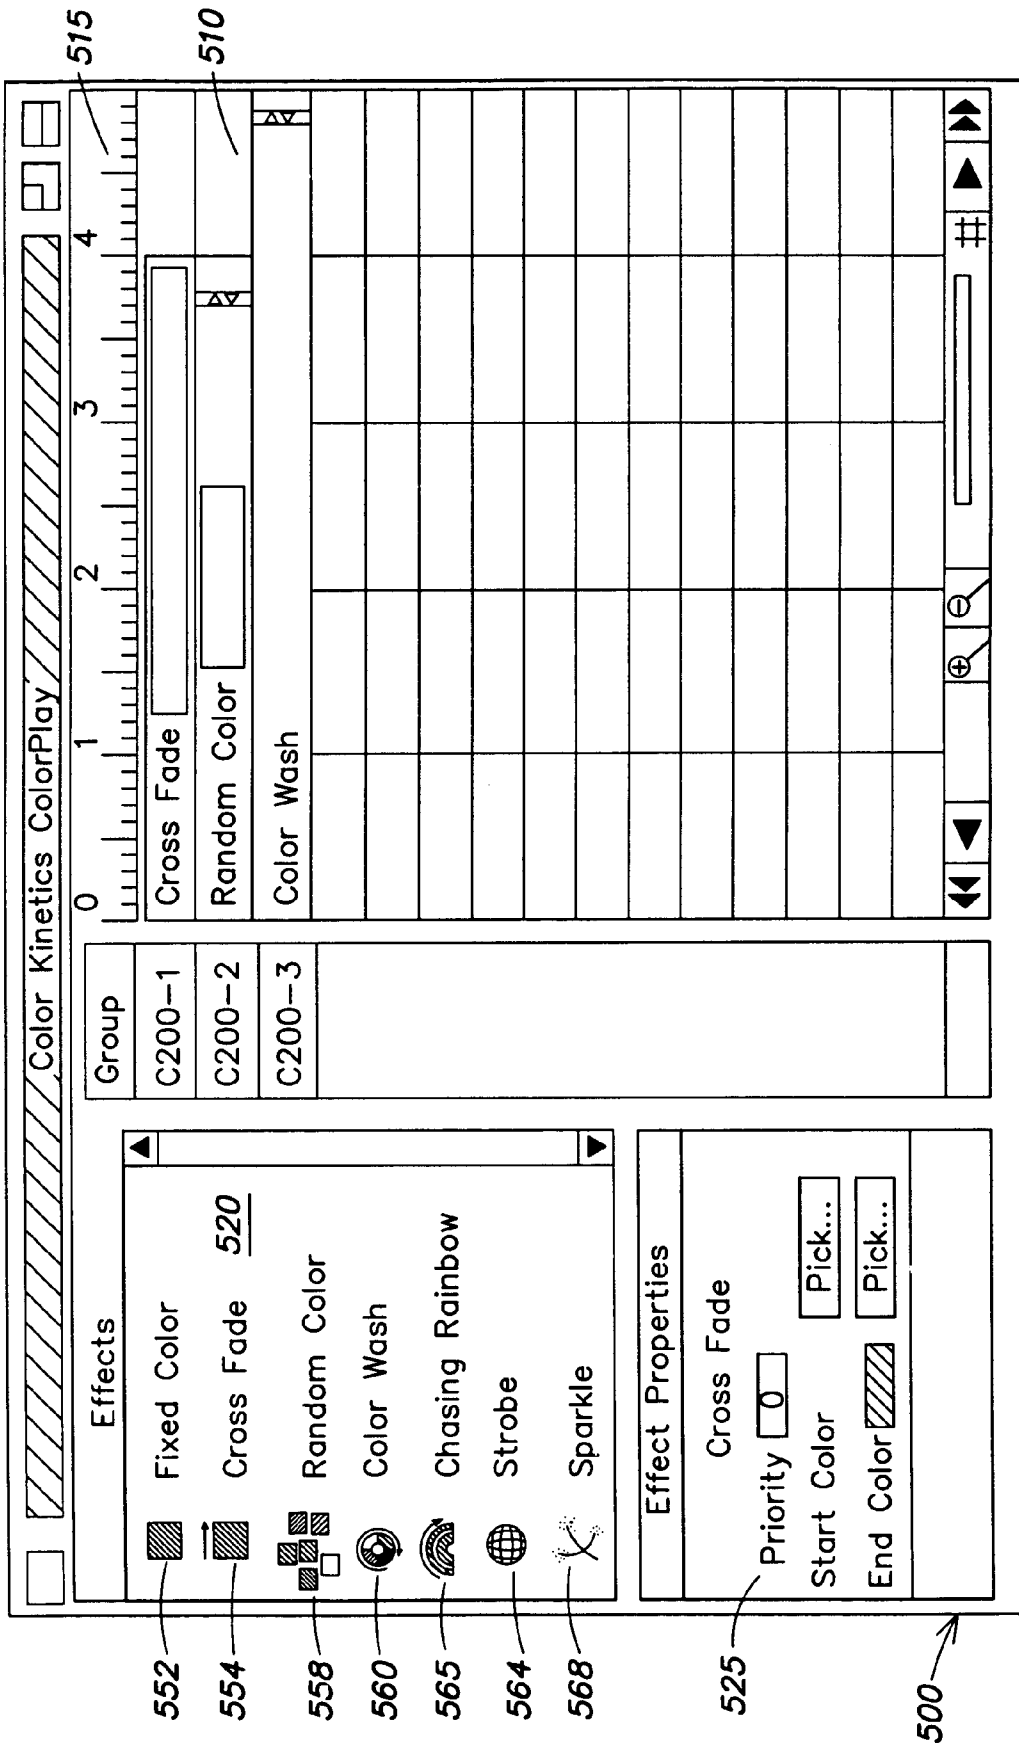 Color Kinetics ColorPlay
515
510
Effects
552 Fixed Color
554 Cross Fade 520
558 Random Color
560 Color Wash
565 Chasing Rainbow
564 Strobe
568 Sparkle
Effect Properties
Cross Fade
525 Priority 0
Start Color Pick...
End Color Pick...
500
Group
C200-1
C200-2
C200-3
0 1 2 3 4
Cross Fade
Random Color
Color Wash